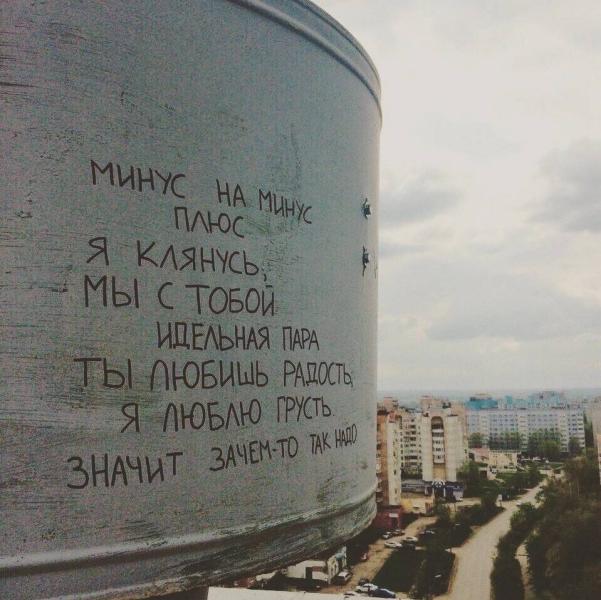 МИНУС НА МИНУС
ПЛЮС
Я КЛЯНУСЬ,
МЫ С ТОБОЙ
ИДЕЛЬНАЯ ПАРА
ТЫ ЛЮБИШЬ РАДОСТЬ,
Я ЛЮБЛЮ ГРУСТЬ
ЗНАЧИТ ЗАЧЕМ-ТО ТАК НАДО